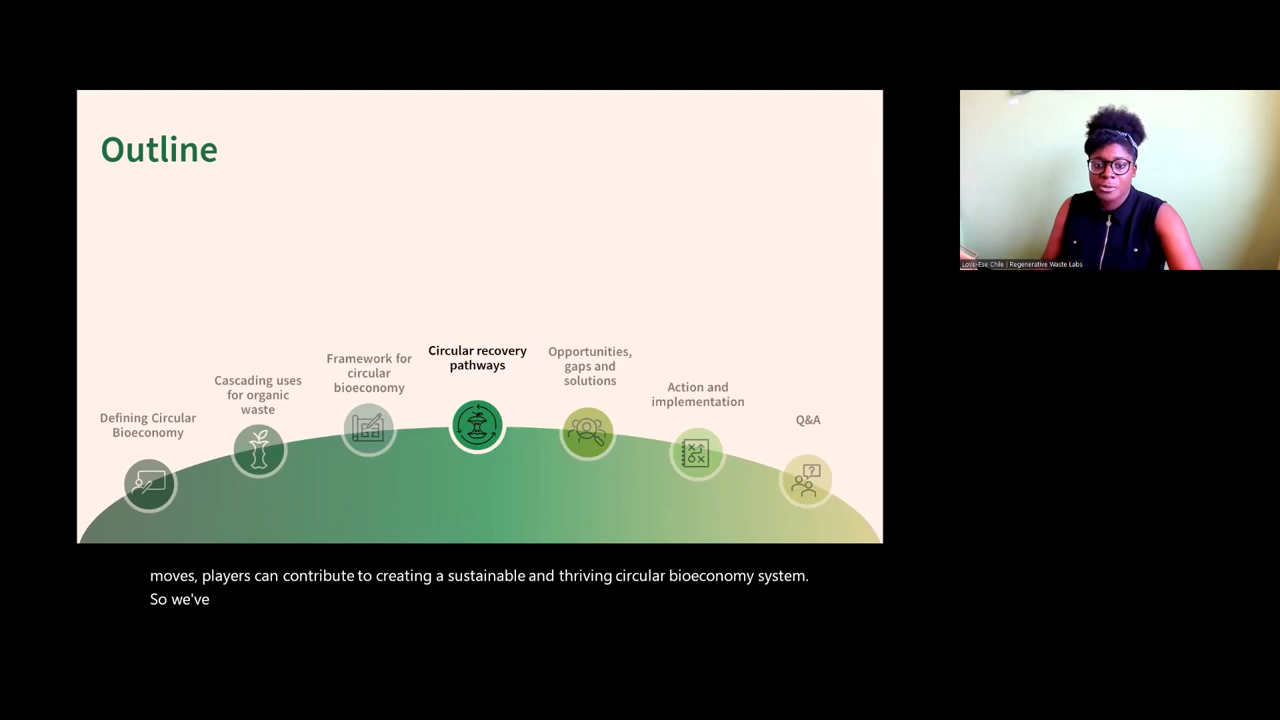 Outline
Defining Circular
Bioeconomy
Cascading uses
for organic
waste
Framework for
circular
bioeconomy
Circular recovery
pathways
Opportunities,
gaps and
solutions
Action and
implementation
Q&A
?
Love-Ese Chile | Regenerative Waste Labs
moves, players can contribute to creating a sustainable and thriving circular bioeconomy system.
So we've